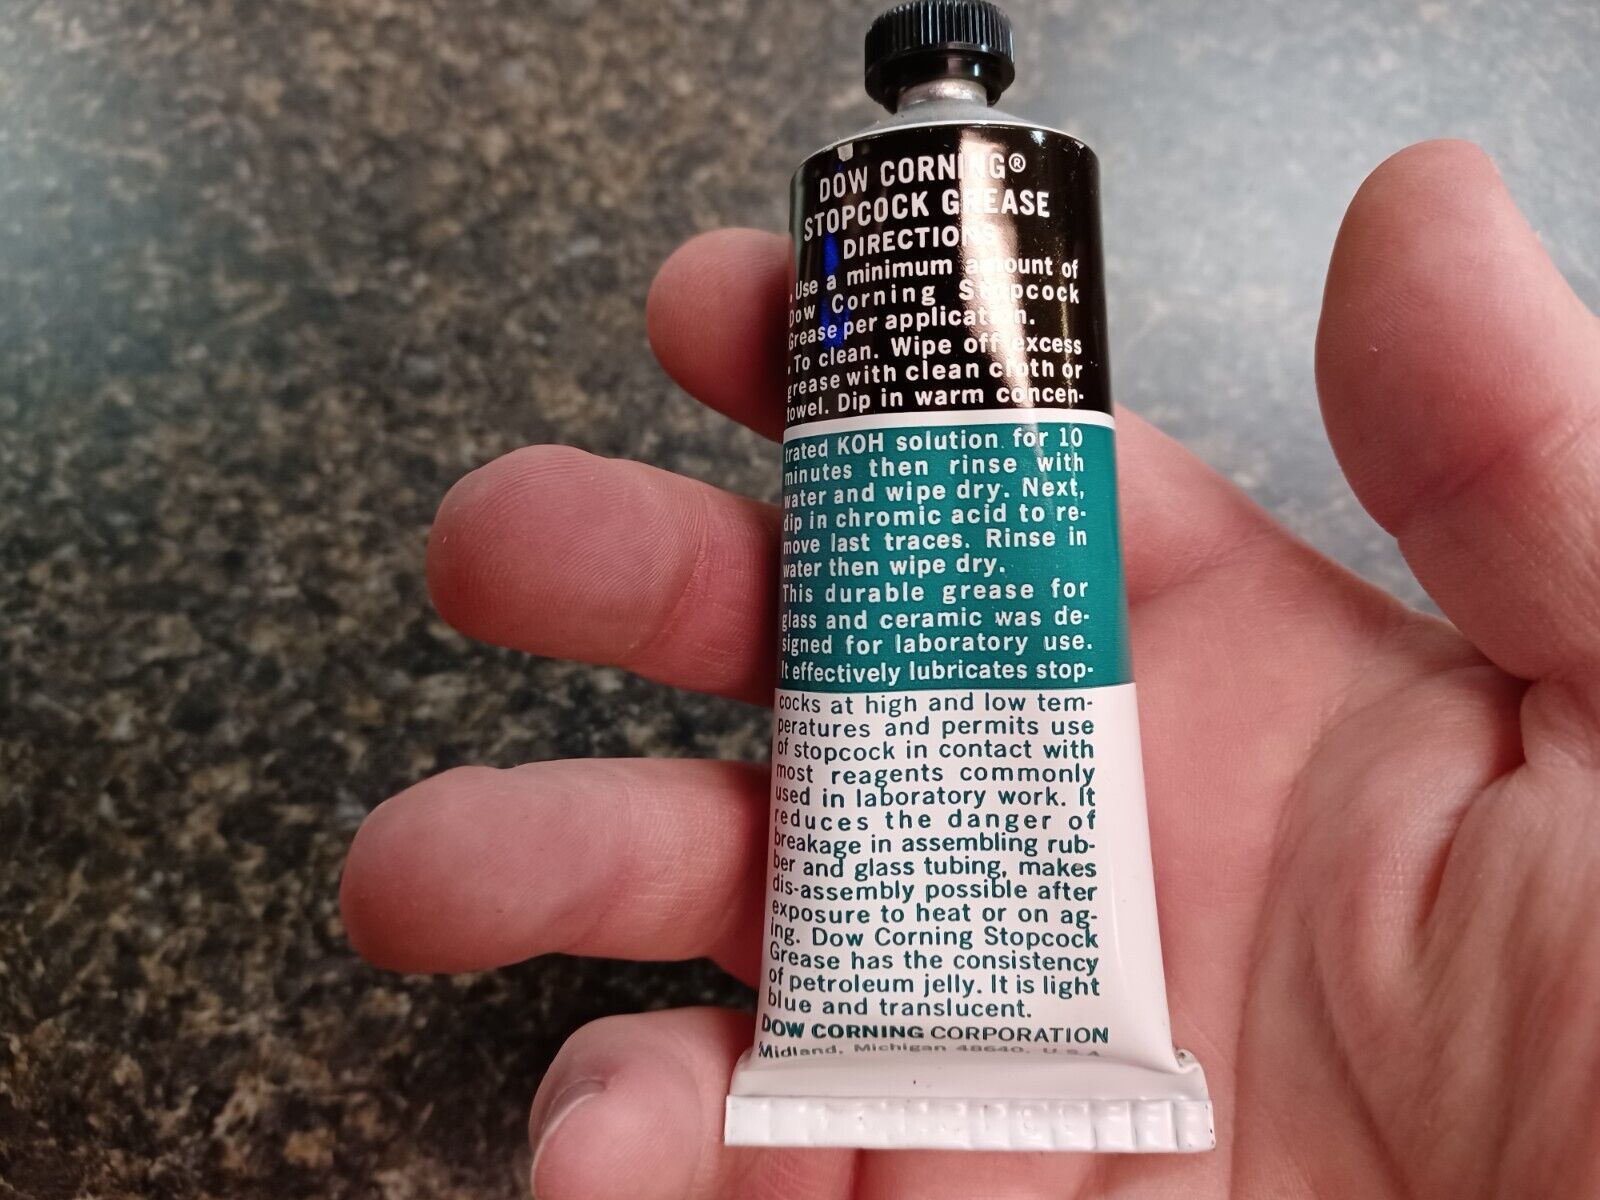 DOW CORNING®
STOPCOCK GREASE
DIRECTIONS
. Use a minimum amount of
Dow Corning Stopcock
Grease per application.
. To clean. Wipe off excess
grease with clean cloth or
towel. Dip in warm concen-
trated KOH solution for 10
minutes then rinse with
water and wipe dry. Next,
dip in chromic acid to re-
move last traces. Rinse in
water then wipe dry.
This durable grease for
glass and ceramic was de-
signed for laboratory use.
It effectively lubricates stop-
cocks at high and low tem-
peratures and permits use
of stopcock in contact with
most reagents commonly
used in laboratory work. It
reduces the danger of
breakage in assembling rub-
ber and glass tubing, makes
dis-assembly possible after
exposure to heat or on ag-
ing. Dow Corning Stopcock
Grease has the consistency
of petroleum jelly. It is light
blue and translucent.
DOW CORNING CORPORATION
Midland, Michigan 48640, U.S.A.